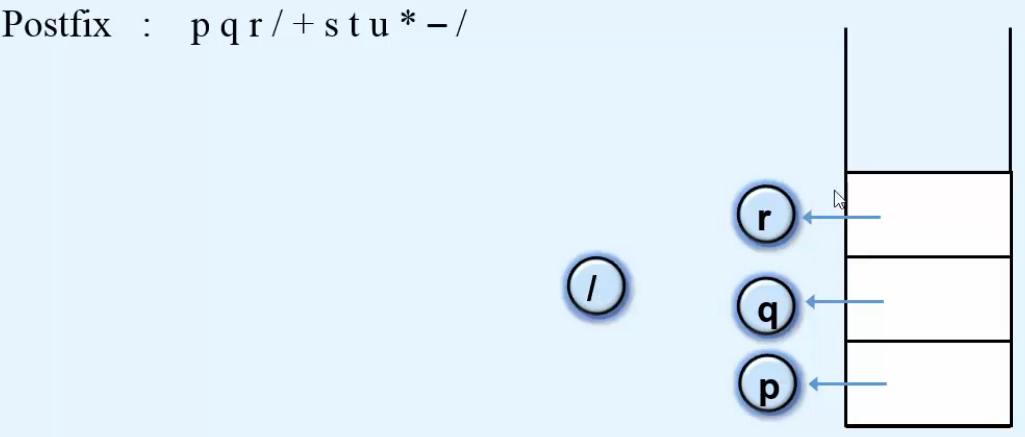 Postfix : p q r / + s t u * – /
r
/
q
p